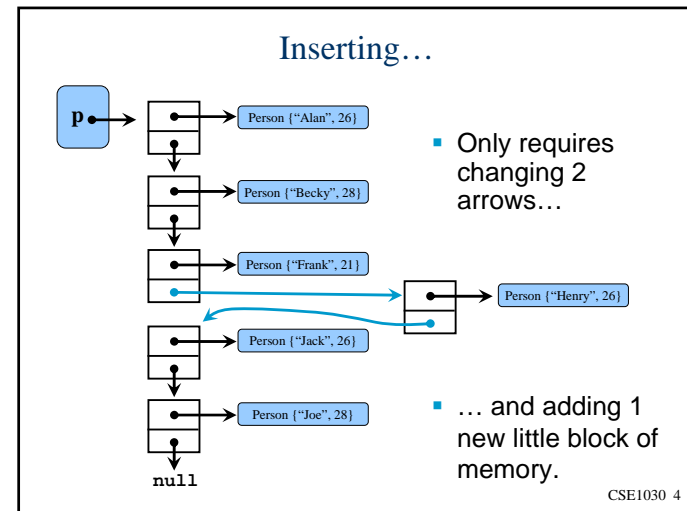 Inserting…
p
Person {“Alan”, 26}
▪ Only requires
changing 2
arrows…
Person {“Becky”, 28}
Person {“Frank”, 21}
Person {“Henry”, 26}
Person {“Jack”, 26}
Person {“Joe”, 28}
▪ … and adding 1
new little block of
memory.
null
CSE1030 4